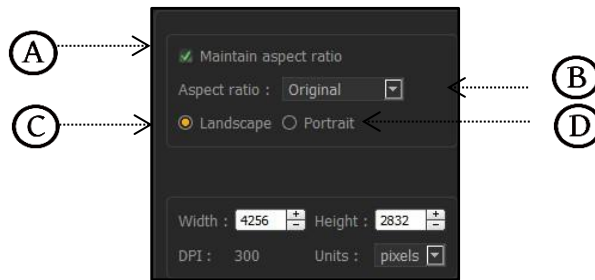 A
Maintain aspect ratio
Aspect ratio : Original
B
C
Landscape Portrait
D
Width : 4256 + - Height : 2832 + -
DPI : 300 Units : pixels